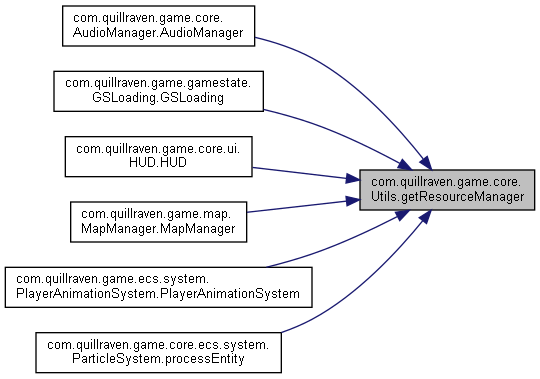 com.quillraven.game.core.
AudioManager.AudioManager
com.quillraven.game.gamestate.
GSLoading.GSLoading
com.quillraven.game.core.ui.
HUD.HUD
com.quillraven.game.map.
MapManager.MapManager
com.quillraven.game.ecs.system.
PlayerAnimationSystem.PlayerAnimationSystem
com.quillraven.game.core.ecs.system.
ParticleSystem.processEntity
com.quillraven.game.core.
Utils.getResourceManager